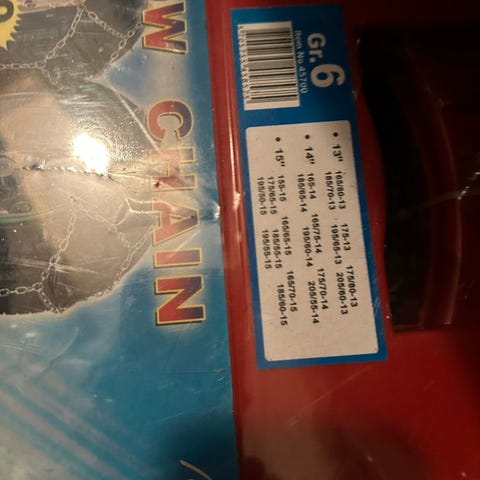 Gr. 6
Item No.45700
• 13" 165/80-13 175-13 175/80-13
185/70-13 195/65-13 205/60-13
• 14" 165-14 165/75-14 175/70-14
185/65-14 195/60-14 205/55-14
• 15" 155-15 165/65-15 165/70-15
175/65-15 185/55-15 185/60-15
195/50-15 195/55-15
OW CHAIN